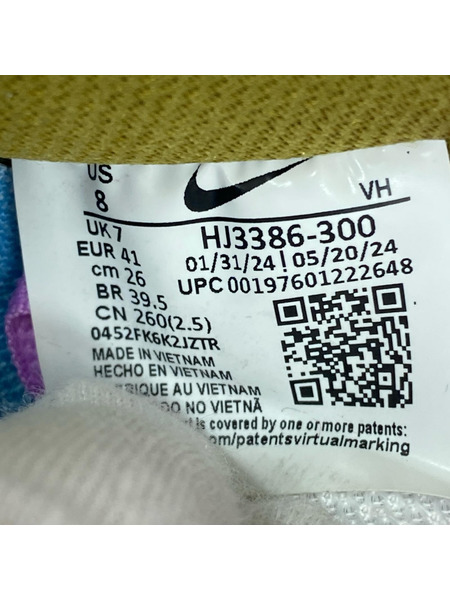 US
8
VH
UK 7
EUR 41
cm 26
BR 39.5
CN 260(2.5)
0452FK6K2JZTR
HJ3386-300
01/31/24 | 05/20/24
UPC 00197601222648
MADE IN VIETNAM
HECHO EN VIETNAM
IQUE AU VIETNAM
DO NO VIETNÃ
t is covered by one or more patents:
.com/patentsvirtualmarking